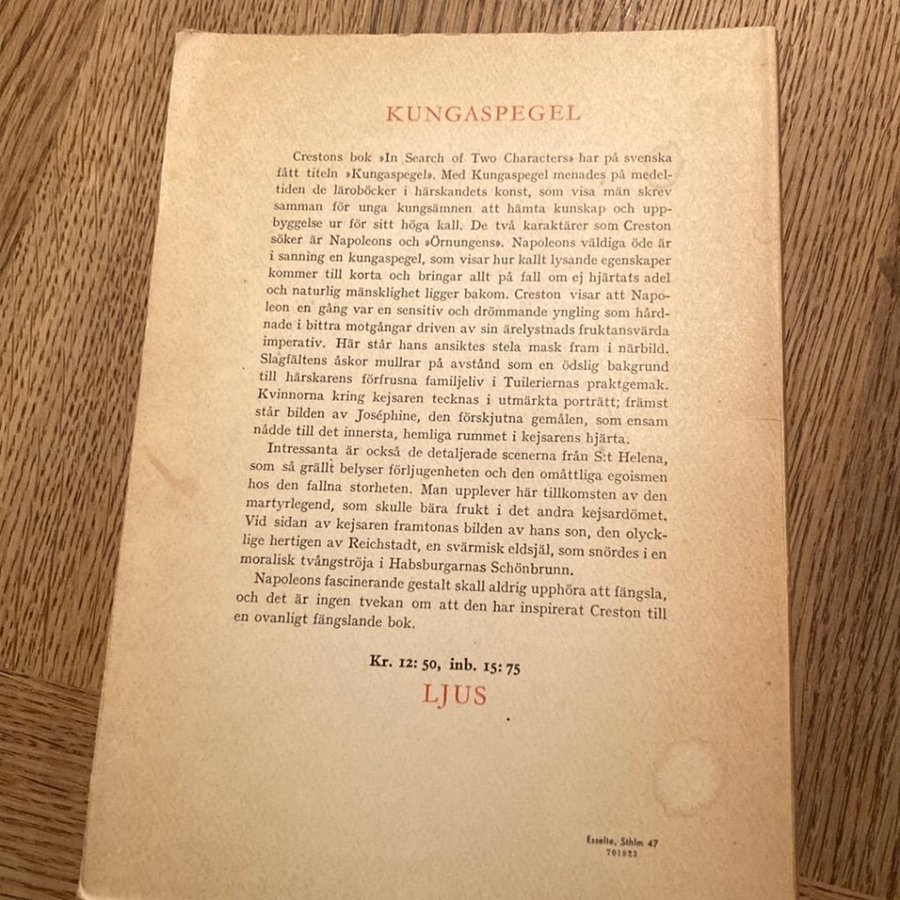 KUNGASPEGEL
Crestons bok »In Search of Two Characters» har på svenska
fått titeln »Kungaspegel». Med Kungaspegel menades på medel-
tiden de läroböcker i härskandets konst, som visa män skrev
samman för unga kungsämnen att hämta kunskap och upp-
byggelse ur för sitt höga kall. De två karaktärer som Creston
söker är Napoleons och »Örnungens». Napoleons väldiga öde är
i sanning en kungaspegel, som visar hur kallt lysande egenskaper
kommer till korta och bringar allt på fall om ej hjärtats adel
och naturlig mänsklighet ligger bakom. Creston visar att Napo-
leon en gång var en sensitiv och drömmande yngling som hård-
nade i bittra motgångar driven av sin ärelystnads fruktansvärda
imperativ. Här står hans ansiktes stela mask fram i närbild.
Slagfältens åskor mullrar på avstånd som en ödslig bakgrund
till härskarens förfrusna familjeliv i Tuileriernas praktgemak.
Kvinnorna kring kejsaren tecknas i utmärkta porträtt; främst
står bilden av Joséphine, den förskjutna gemålen, som ensam
nådde till det innersta, hemliga rummet i kejsarens hjärta.
Intressanta är också de detaljerade scenerna från S:t Helena,
som så grällt belyser förljugenheten och den omåttliga egoismen
hos den fallna storheten. Man upplever här tillkomsten av den
martyrlegend, som skulle bära frukt i det andra kejsardömet.
Vid sidan av kejsaren framtonas bilden av hans son, den olyck-
lige hertigen av Reichstadt, en svärmisk eldsjäl, som snördes i en
moralisk tvångströja i Habsburgarnas Schönbrunn.
Napoleons fascinerande gestalt skall aldrig upphöra att fängsla,
och det är ingen tvekan om att den har inspirerat Creston till
en ovanligt fängslande bok.
Kr. 12: 50, inb. 15: 75
LJUS
Esselte, Sthlm 47
701823